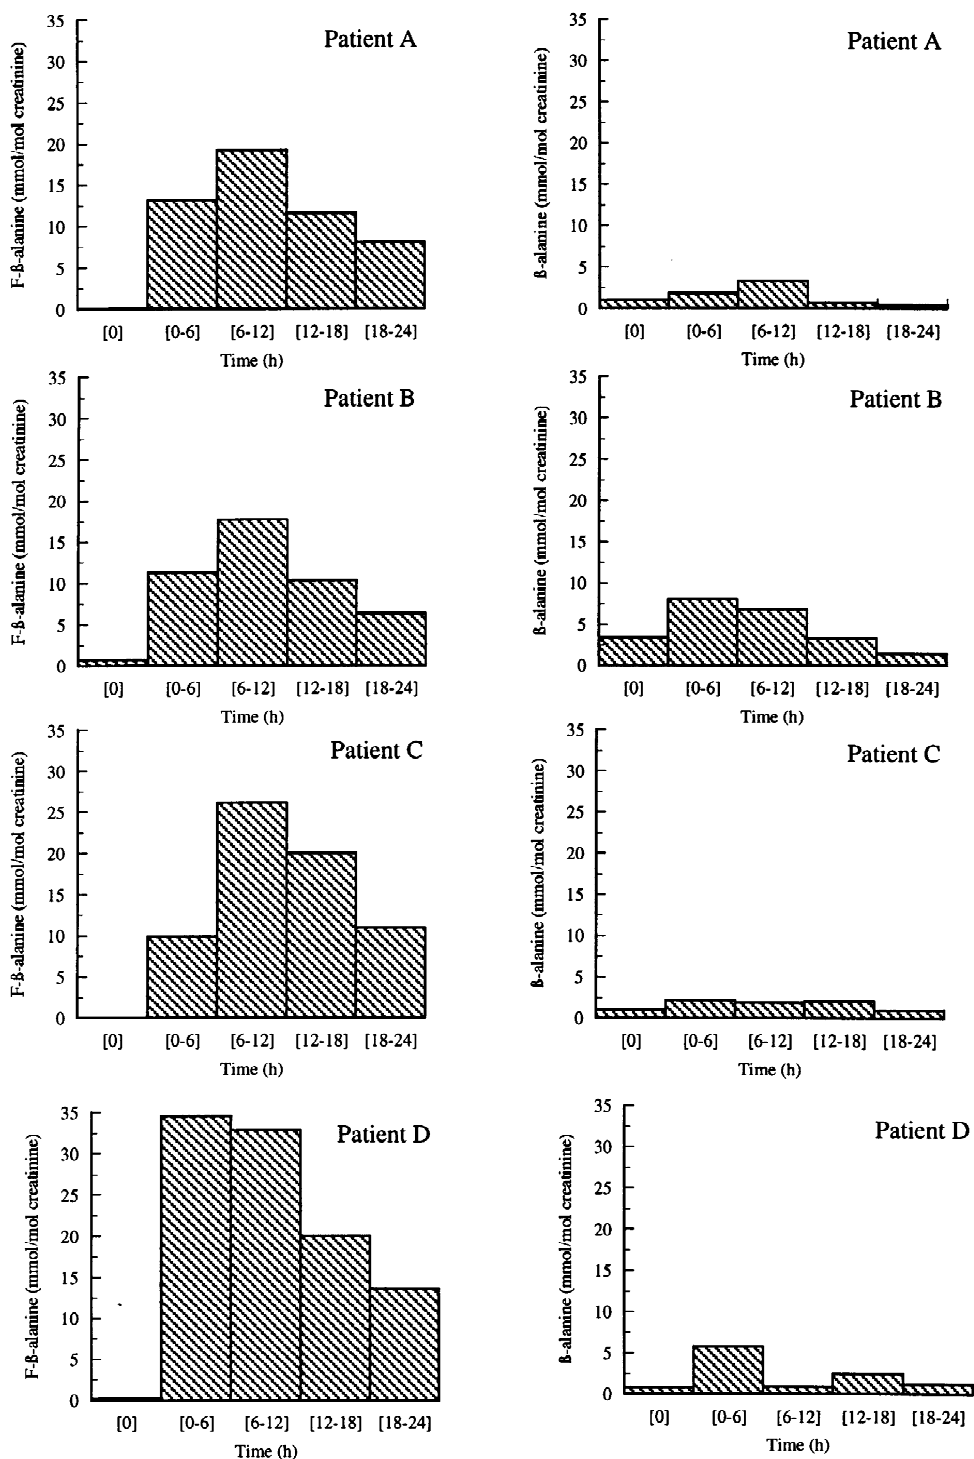 Patient A
F-ß-alanine (mmol/mol creatinine)
35
30
25
20
15
10
5
0
[0] [0-6] [6-12] [12-18] [18-24]
Time (h)
Patient A
ß-alanine (mmol/mol creatinine)
35
30
25
20
15
10
5
0
[0] [0-6] [6-12] [12-18] [18-24]
Time (h)
Patient B
F-ß-alanine (mmol/mol creatinine)
35
30
25
20
15
10
5
0
[0] [0-6] [6-12] [12-18] [18-24]
Time (h)
Patient B
ß-alanine (mmol/mol creatinine)
35
30
25
20
15
10
5
0
[0] [0-6] [6-12] [12-18] [18-24]
Time (h)
Patient C
F-ß-alanine (mmol/mol creatinine)
35
30
25
20
15
10
5
0
[0] [0-6] [6-12] [12-18] [18-24]
Time (h)
Patient C
ß-alanine (mmol/mol creatinine)
35
30
25
20
15
10
5
0
[0] [0-6] [6-12] [12-18] [18-24]
Time (h)
Patient D
F-ß-alanine (mmol/mol creatinine)
35
30
25
20
15
10
5
0
[0] [0-6] [6-12] [12-18] [18-24]
Time (h)
Patient D
ß-alanine (mmol/mol creatinine)
35
30
25
20
15
10
5
0
[0] [0-6] [6-12] [12-18] [18-24]
Time (h)